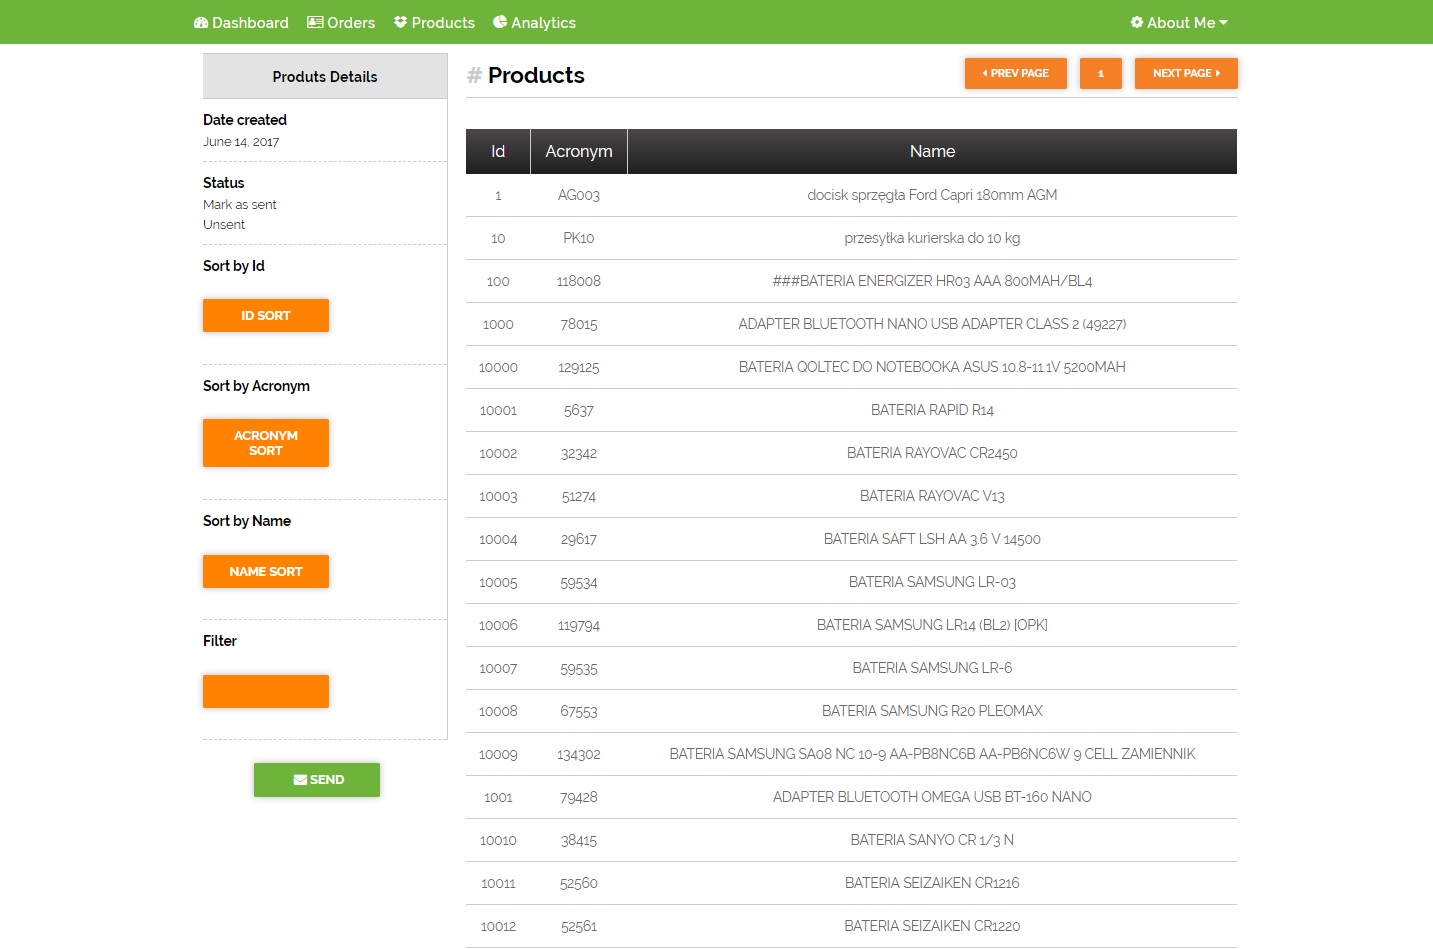 Dashboard Orders Products Analytics About Me
Produts Details
Date created
June 14, 2017
Status
Mark as sent
Unsent
Sort by Id
ID SORT
Sort by Acronym
ACRONYM
SORT
Sort by Name
NAME SORT
Filter
SEND
# Products
PREV PAGE 1 NEXT PAGE
Id Acronym Name
1 AG003 docisk sprzęgła Ford Capri 180mm AGM
10 PK10 przesyłka kurierska do 10 kg
100 118008 ###BATERIA ENERGIZER HR03 AAA 800MAH/BL4
1000 78015 ADAPTER BLUETOOTH NANO USB ADAPTER CLASS 2 (49227)
10000 129125 BATERIA QOLTEC DO NOTEBOOKA ASUS 10.8-11.1V 5200MAH
10001 5637 BATERIA RAPID R14
10002 32342 BATERIA RAYOVAC CR2450
10003 51274 BATERIA RAYOVAC V13
10004 29617 BATERIA SAFT LSH AA 3.6 V 14500
10005 59534 BATERIA SAMSUNG LR-03
10006 119794 BATERIA SAMSUNG LR14 (BL2) [OPK]
10007 59535 BATERIA SAMSUNG LR-6
10008 67553 BATERIA SAMSUNG R20 PLEOMAX
10009 134302 BATERIA SAMSUNG SA08 NC 10-9 AA-PB8NC6B AA-PB6NC6W 9 CELL ZAMIENNIK
1001 79428 ADAPTER BLUETOOTH OMEGA USB BT-160 NANO
10010 38415 BATERIA SANYO CR 1/3 N
10011 52560 BATERIA SEIZAIKEN CR1216
10012 52561 BATERIA SEIZAIKEN CR1220